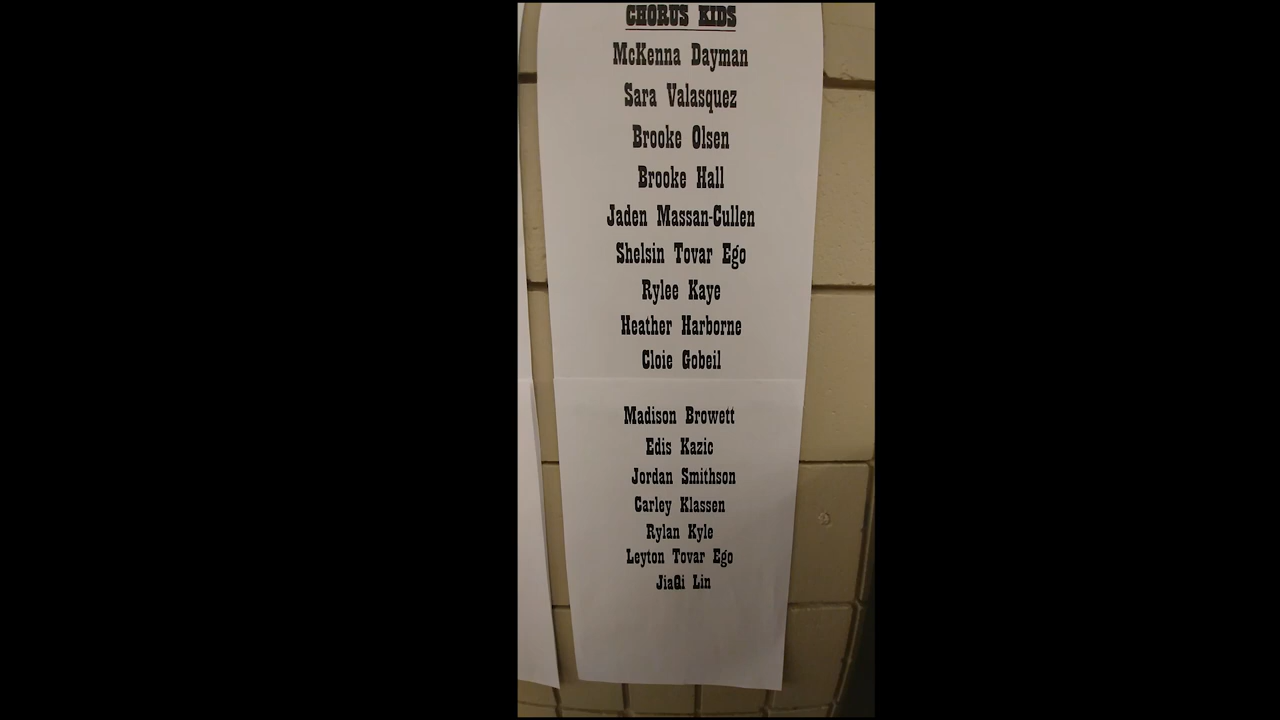 CHORUS KIDS
McKenna Dayman
Sara Valasquez
Brooke Olsen
Brooke Hall
Jaden Massan-Cullen
Shelsin Tovar Ego
Rylee Kaye
Heather Harborne
Cloie Gobeil
Madison Browett
Edis Kazic
Jordan Smithson
Carley Klassen
Rylan Kyle
Leyton Tovar Ego
JiaQi Lin